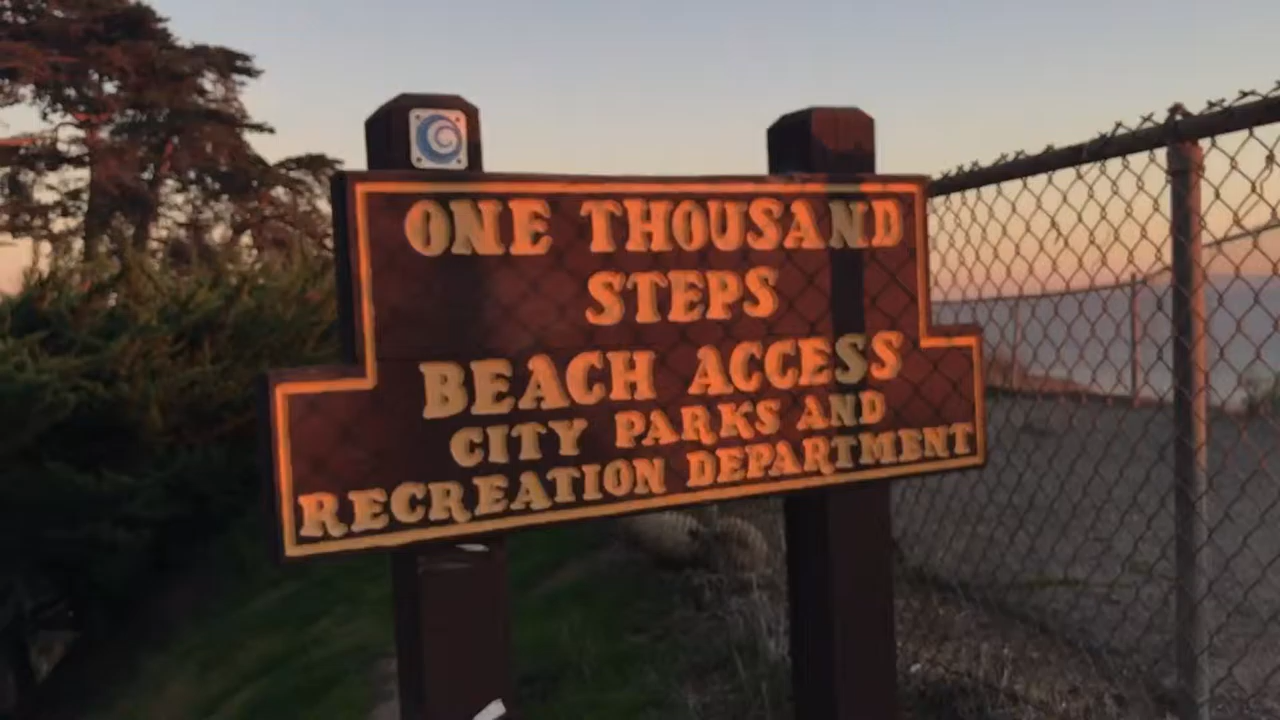 ONE THOUSAND
STEPS
BEACH ACCESS
CITY PARKS AND
RECREATION DEPARTMENT